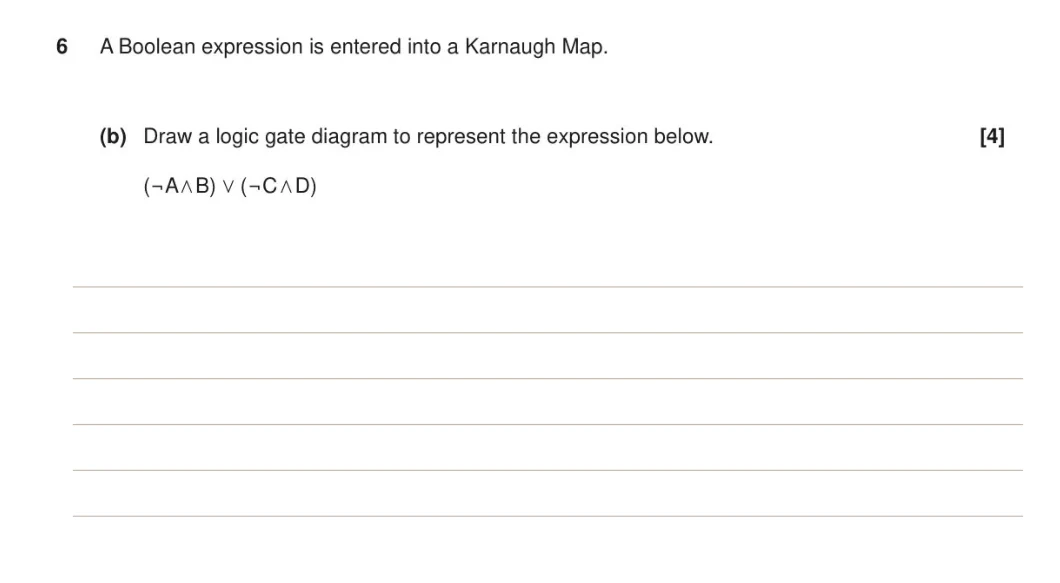 6 A Boolean expression is entered into a Karnaugh Map.
(b) Draw a logic gate diagram to represent the expression below. [4]
(¬A∧B) ∨ (¬C∧D)